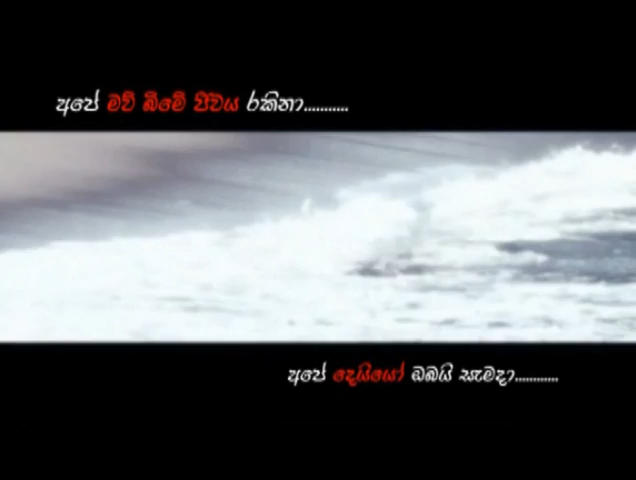 අපේ මව් බිමේ ජීවය රකිනා...........
අපේ දෙයියෝ ඔබයි සැමදා............